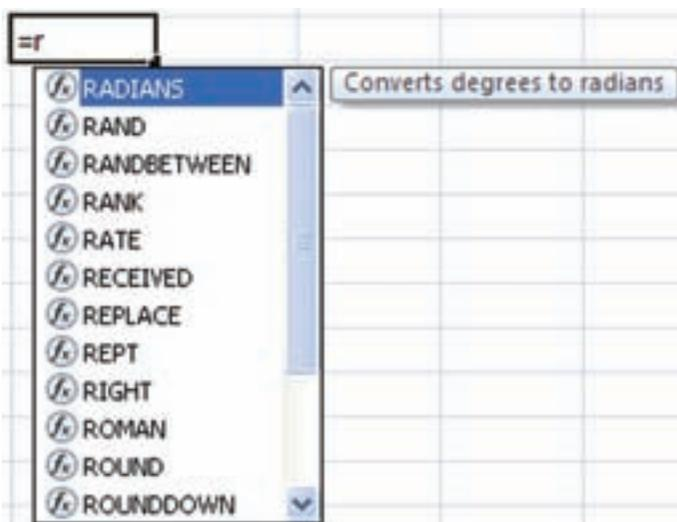 =r
RADIANS Converts degrees to radians
RAND
RANDBETWEEN
RANK
RATE
RECEIVED
REPLACE
REPT
RIGHT
ROMAN
ROUND
ROUNDDOWN